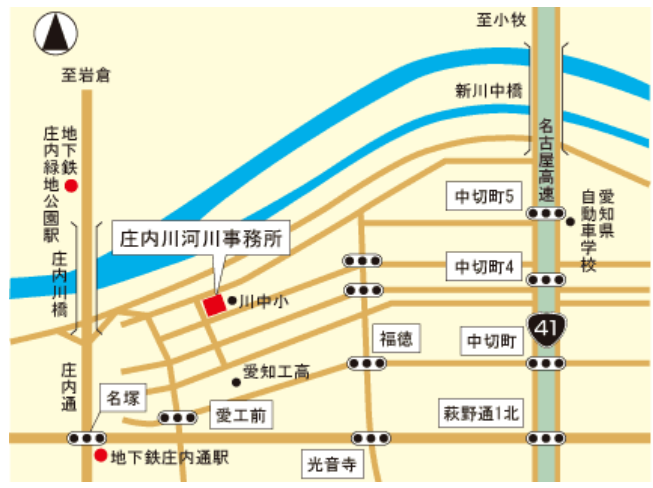 至小牧
至岩倉
新川中橋
名古屋高速
地下鉄
庄内緑地公園駅
中切町5
愛知県
自動車学校
庄内川河川事務所
庄内川橋
中切町4
川中小
41
福徳
中切町
庄内通
愛知工高
名塚
愛工前
萩野通1北
地下鉄庄内通駅
光音寺